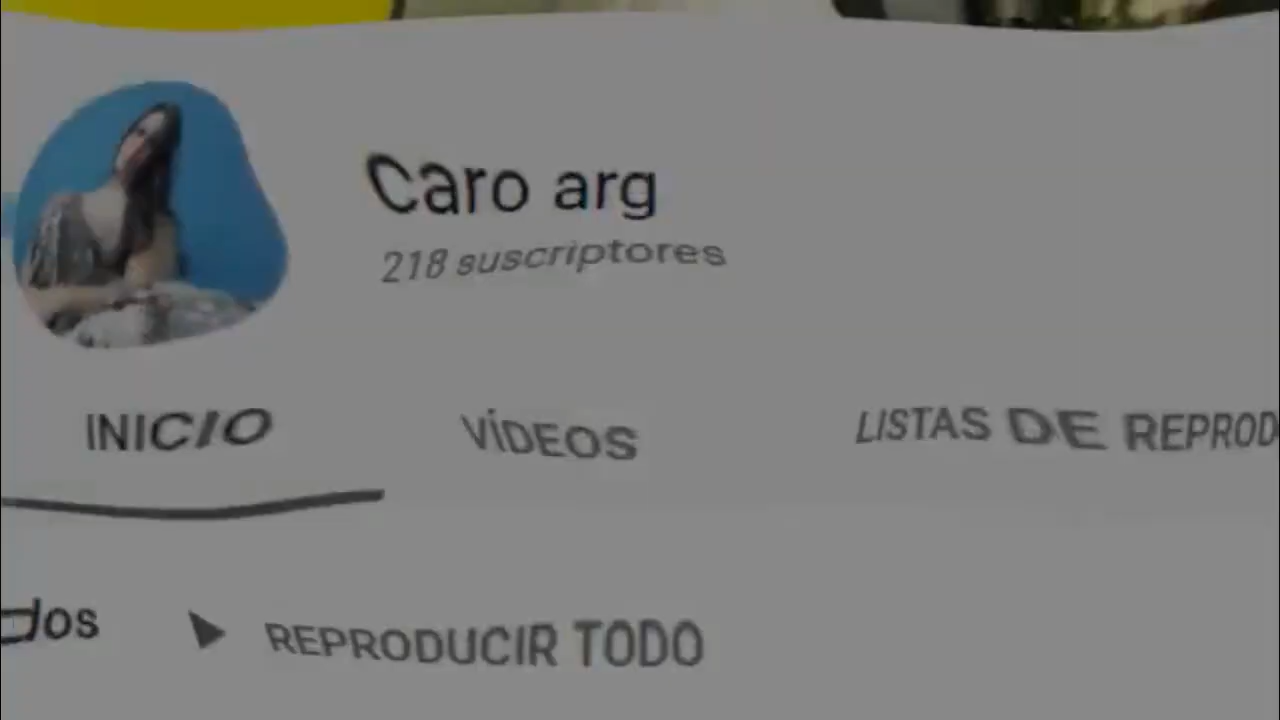 Caro arg
218 suscriptores
INICIO VÍDEOS LISTAS DE REPROD
dos REPRODUCIR TODO